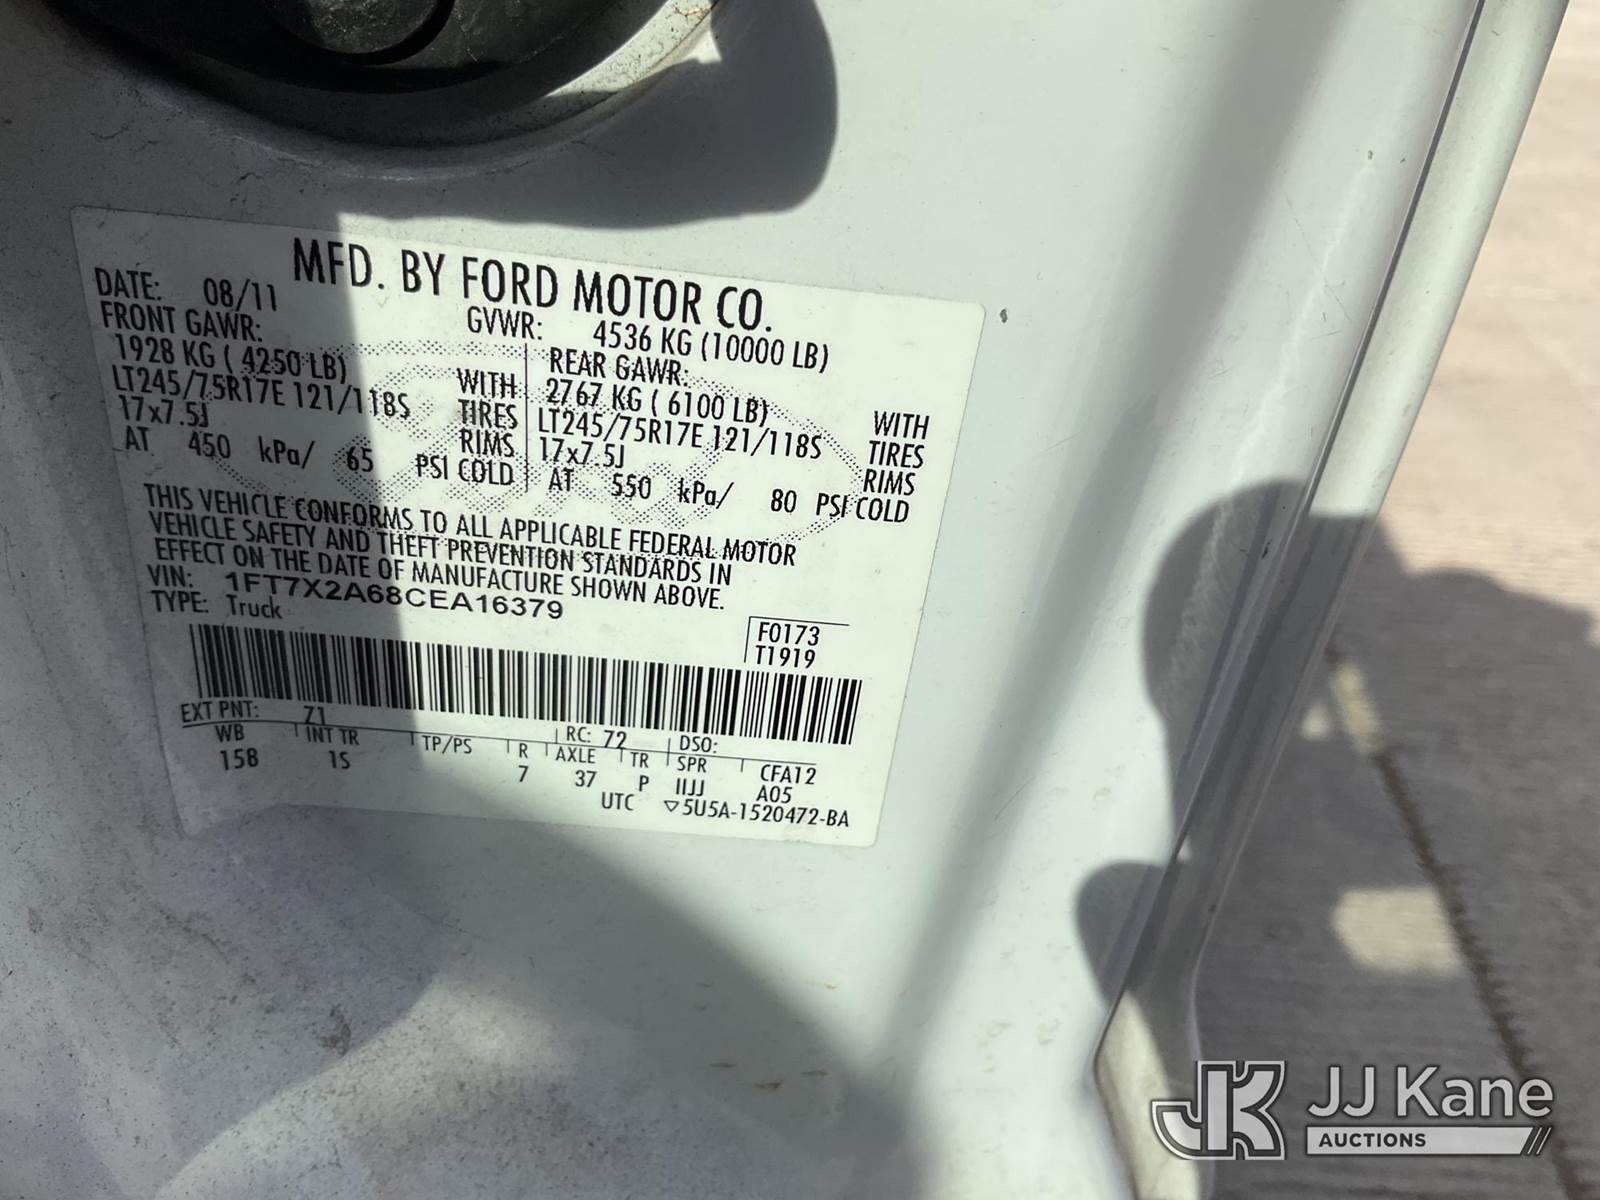 MFD. BY FORD MOTOR CO.
DATE: 08/11
GVWR: 4536 KG (10000 LB)
FRONT GAWR:
1928 KG ( 4250 LB) WITH
LT245/75R17E 121/118S TIRES
17x7.5J RIMS
AT 450 kPa/ 65 PSI COLD
REAR GAWR:
2767 KG ( 6100 LB) WITH
LT245/75R17E 121/118S TIRES
17x7.5J RIMS
AT 550 kPa/ 80 PSI COLD
THIS VEHICLE CONFORMS TO ALL APPLICABLE FEDERAL MOTOR
VEHICLE SAFETY AND THEFT PREVENTION STANDARDS IN
EFFECT ON THE DATE OF MANUFACTURE SHOWN ABOVE.
VIN: 1FT7X2A68CEA16379
TYPE: Truck
F0173
T1919
EXT PNT: Z1 RC: 72 DSO:
WB INT TR TP/PS R AXLE TR SPR CFA12
158 1S 7 37 P IIJJ A05
UTC ▽5U5A-1520472-BA
JK JJ Kane
AUCTIONS